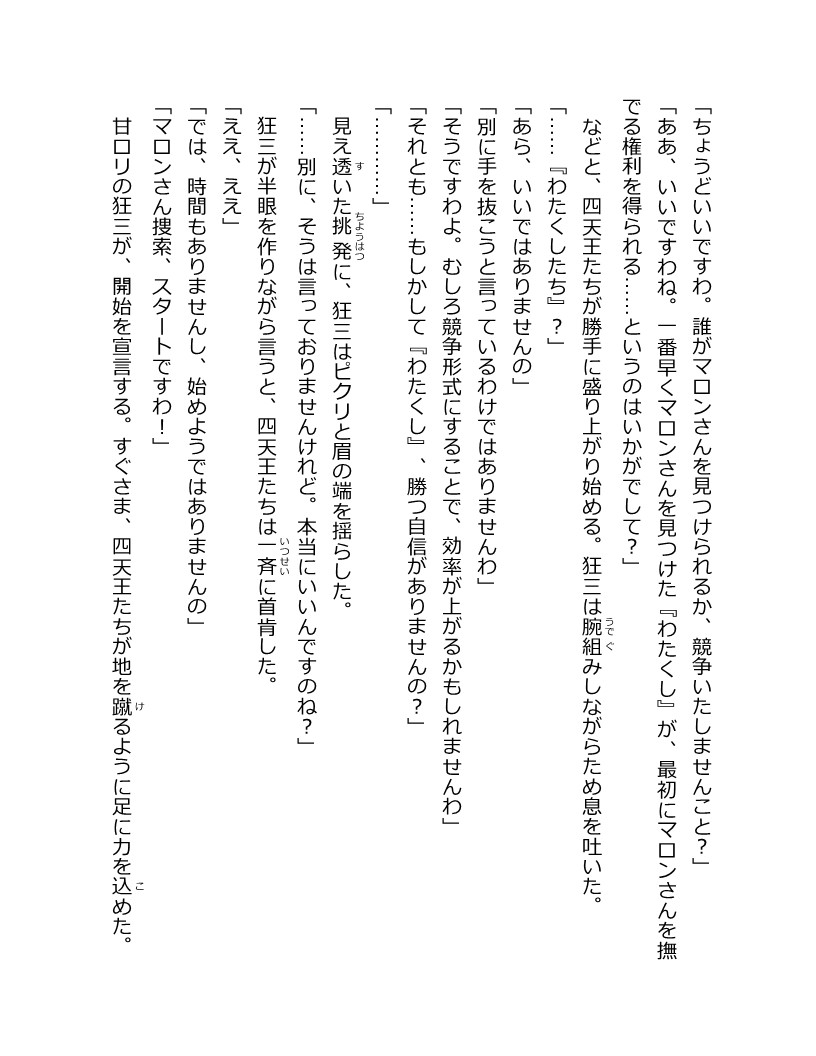 「ちょうどいいですわ。誰がマロンさんを見つけられるか、競争いたしませんこと？」
「ああ、いいですわね。一番早くマロンさんを見つけた『わたくし』が、最初にマロンさんを撫
でる権利を得られる……というのはいかがでして？」
などと、四天王たちが勝手に盛り上がり始める。狂三は腕組みしながらため息を吐いた。
「……『わたくしたち』？」
「あら、いいではありませんの」
「別に手を抜こうと言っているわけではありませんわ」
「そうですわよ。むしろ競争形式にすることで、効率が上がるかもしれませんわ」
「それとも……もしかして『わたくし』、勝つ自信がありませんの？」
「…………」
見え透いた挑発に、狂三はピクリと眉の端を揺らした。
「……別に、そうは言っておりませんけれど。本当にいいんですのね？」
狂三が半眼を作りながら言うと、四天王たちは一斉に首肯した。
「ええ、ええ」
「では、時間もありませんし、始めようではありませんの」
「マロンさん捜索、スタートですわ！」
甘ロリの狂三が、開始を宣言する。すぐさま、四天王たちが地を蹴るように足に力を込めた。